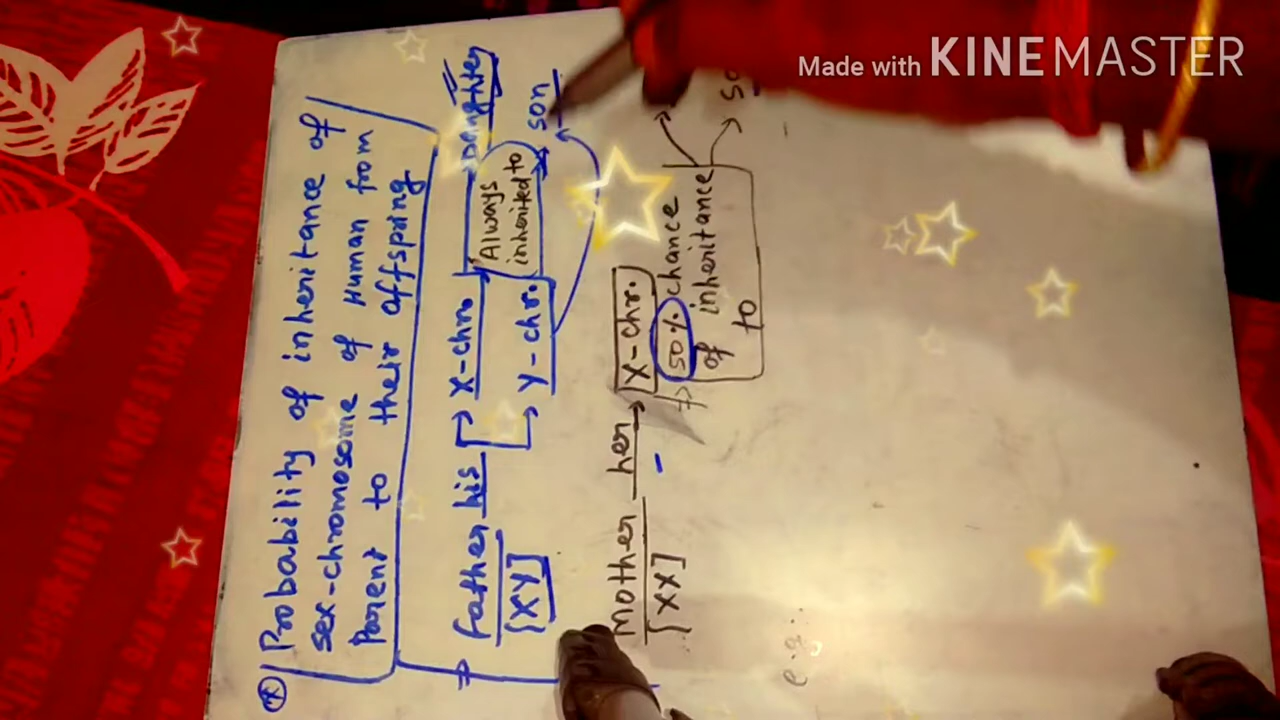 Made with KINEMASTER
* Probability of inheritance of
sex-chromosome of Human from
Parent to their offspring
⇒ Father his → X-chro. Always inherited to → Daughter
[XY] → Y-chr. → son
Mother her → X-chr.
[XX] ⇒ 50% chance
of inheritance
to
e.g.